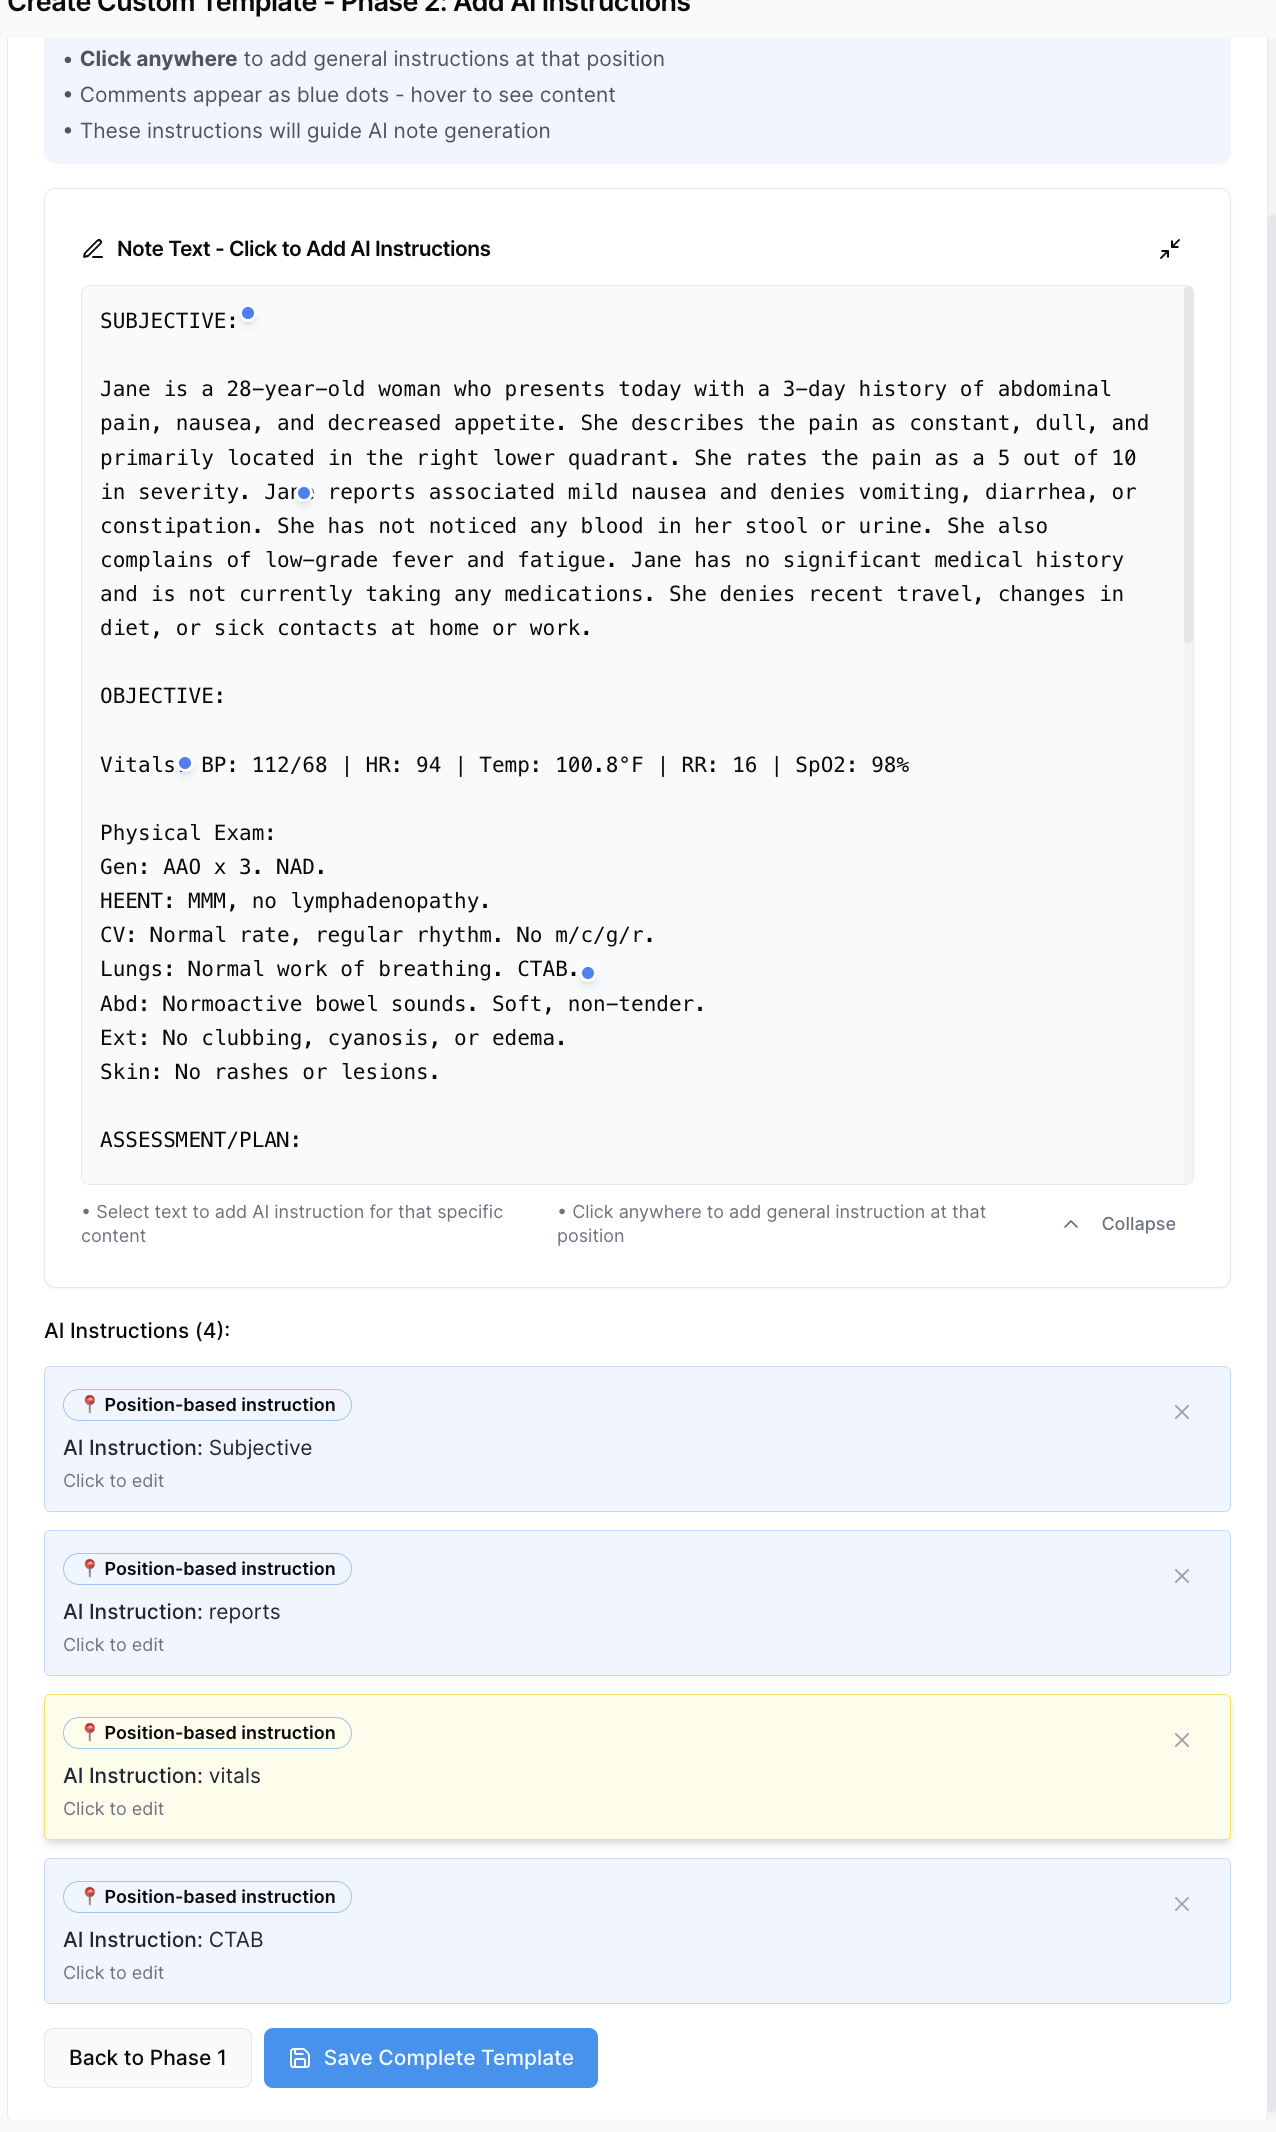 Create Custom Template - Phase 2: Add AI Instructions
• Click anywhere to add general instructions at that position
• Comments appear as blue dots - hover to see content
• These instructions will guide AI note generation
Note Text - Click to Add AI Instructions
SUBJECTIVE:
Jane is a 28-year-old woman who presents today with a 3-day history of abdominal
pain, nausea, and decreased appetite. She describes the pain as constant, dull, and
primarily located in the right lower quadrant. She rates the pain as a 5 out of 10
in severity. Jane reports associated mild nausea and denies vomiting, diarrhea, or
constipation. She has not noticed any blood in her stool or urine. She also
complains of low-grade fever and fatigue. Jane has no significant medical history
and is not currently taking any medications. She denies recent travel, changes in
diet, or sick contacts at home or work.
OBJECTIVE:
Vitals: BP: 112/68 | HR: 94 | Temp: 100.8°F | RR: 16 | SpO2: 98%
Physical Exam:
Gen: AAO x 3. NAD.
HEENT: MMM, no lymphadenopathy.
CV: Normal rate, regular rhythm. No m/c/g/r.
Lungs: Normal work of breathing. CTAB.
Abd: Normoactive bowel sounds. Soft, non-tender.
Ext: No clubbing, cyanosis, or edema.
Skin: No rashes or lesions.
ASSESSMENT/PLAN:
• Select text to add AI instruction for that specific
content
• Click anywhere to add general instruction at that
position
Collapse
AI Instructions (4):
Position-based instruction
AI Instruction: Subjective
Click to edit
Position-based instruction
AI Instruction: reports
Click to edit
Position-based instruction
AI Instruction: vitals
Click to edit
Position-based instruction
AI Instruction: CTAB
Click to edit
Back to Phase 1
Save Complete Template